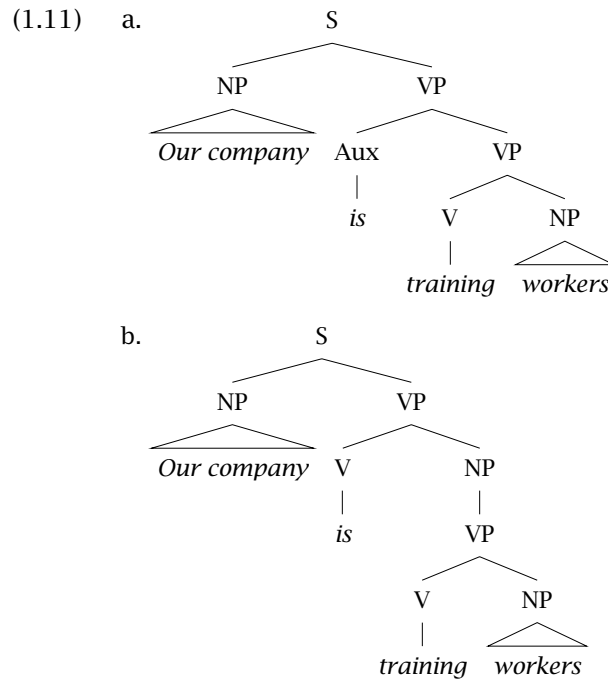 (1.11) a. S
NP VP
Our company Aux VP
is V NP
training workers
b. S
NP VP
Our company V NP
is VP
V NP
training workers